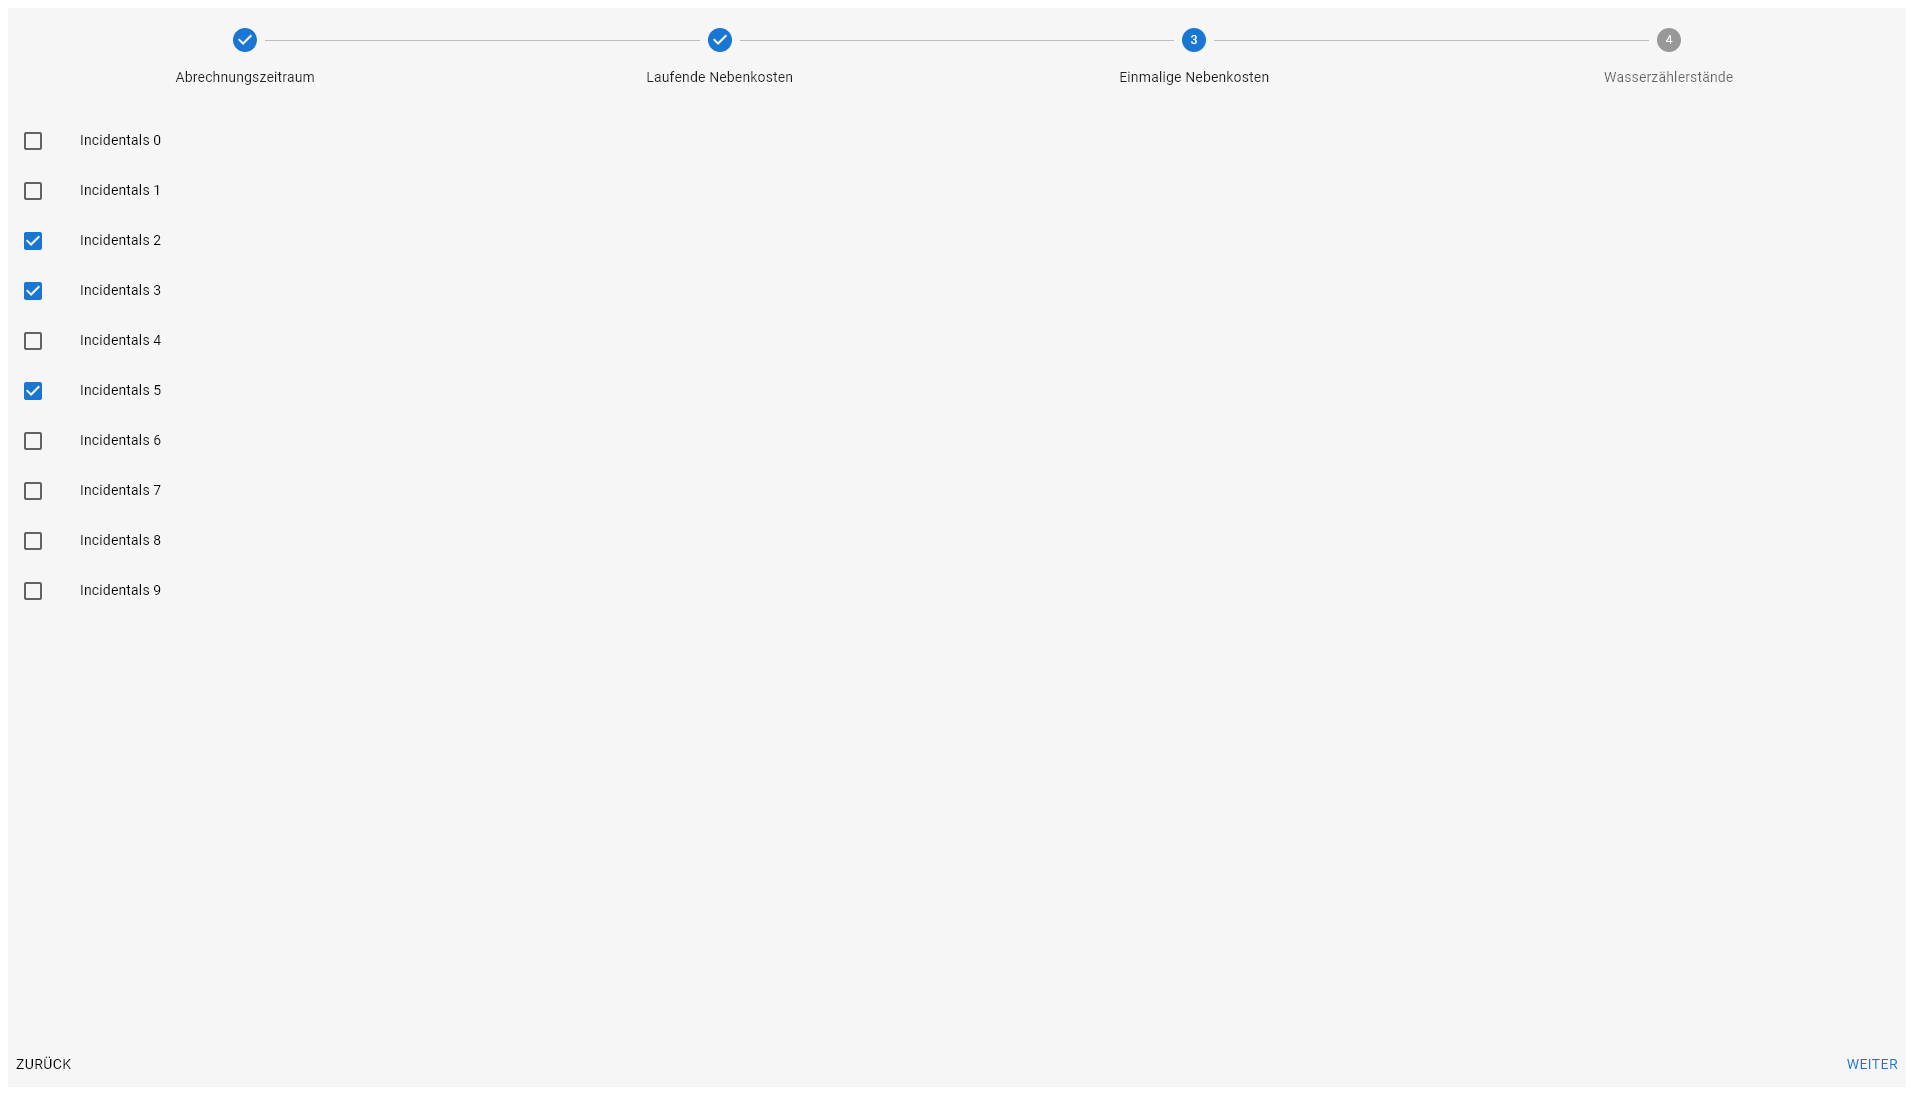 3
4
Abrechnungszeitraum
Laufende Nebenkosten
Einmalige Nebenkosten
Wasserzählerstände
Incidentals 0
Incidentals 1
Incidentals 2
Incidentals 3
Incidentals 4
Incidentals 5
Incidentals 6
Incidentals 7
Incidentals 8
Incidentals 9
ZURÜCK
WEITER